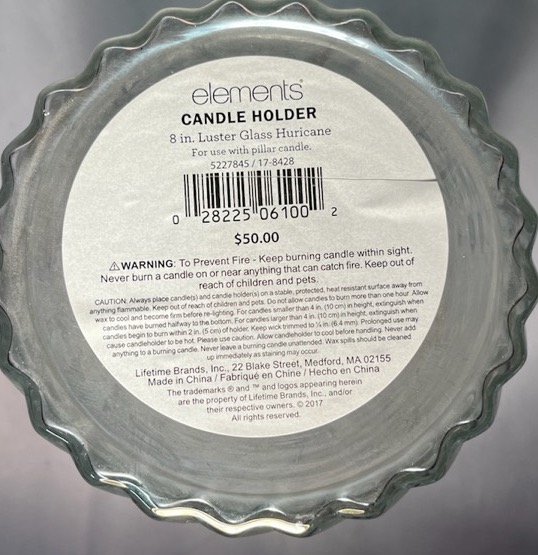 elements®
CANDLE HOLDER
8 in. Luster Glass Huricane
For use with pillar candle.
5227845 / 17-8428
0 28225 06100 2
$50.00
⚠WARNING: To Prevent Fire - Keep burning candle within sight.
Never burn a candle on or near anything that can catch fire. Keep out of
reach of children and pets.
CAUTION: Always place candle(s) and candle holder(s) on a stable, protected, heat resistant surface away from
anything flammable. Keep out of reach of children and pets. Do not allow candles to burn more than one hour. Allow
wax to cool and become firm before re-lighting. For candles smaller than 4 in. (10 cm) in height, extinguish when
candles have burned halfway to the bottom. For candles larger than 4 in. (10 cm) in height, extinguish when
candles begin to burn within 2 in. (5 cm) of holder. Keep wick trimmed to ¼ in. (6.4 mm). Prolonged use may
cause candleholder to be hot. Please use caution. Allow candleholder to cool before handling. Never add
anything to a burning candle. Never leave a burning candle unattended. Wax spills should be cleaned
up immediately as staining may occur.
Lifetime Brands, Inc., 22 Blake Street, Medford, MA 02155
Made in China / Fabriqué en Chine / Hecho en China
The trademarks ® and ™ and logos appearing herein
are the property of Lifetime Brands, Inc., and/or
their respective owners. © 2017
All rights reserved.